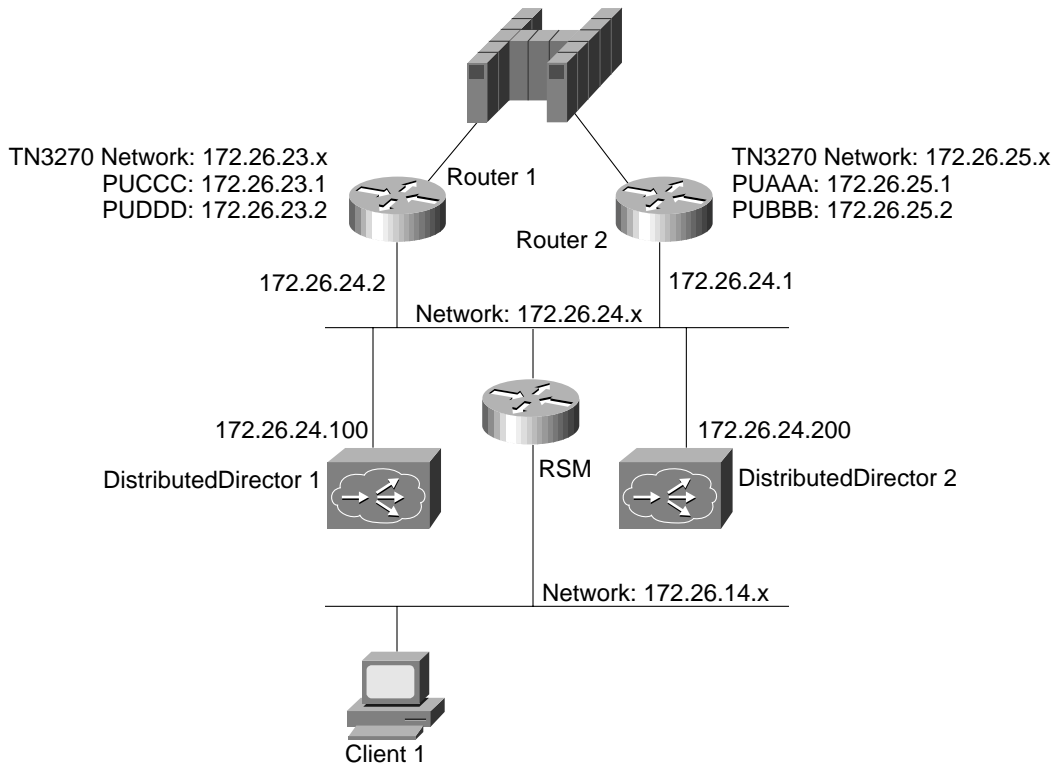 TN3270 Network: 172.26.23.x
PUCCC: 172.26.23.1
PUDDD: 172.26.23.2
Router 1
TN3270 Network: 172.26.25.x
PUAAA: 172.26.25.1
PUBBB: 172.26.25.2
Router 2
172.26.24.2
172.26.24.1
Network: 172.26.24.x
172.26.24.100
172.26.24.200
DistributedDirector 1
RSM
DistributedDirector 2
Network: 172.26.14.x
Client 1